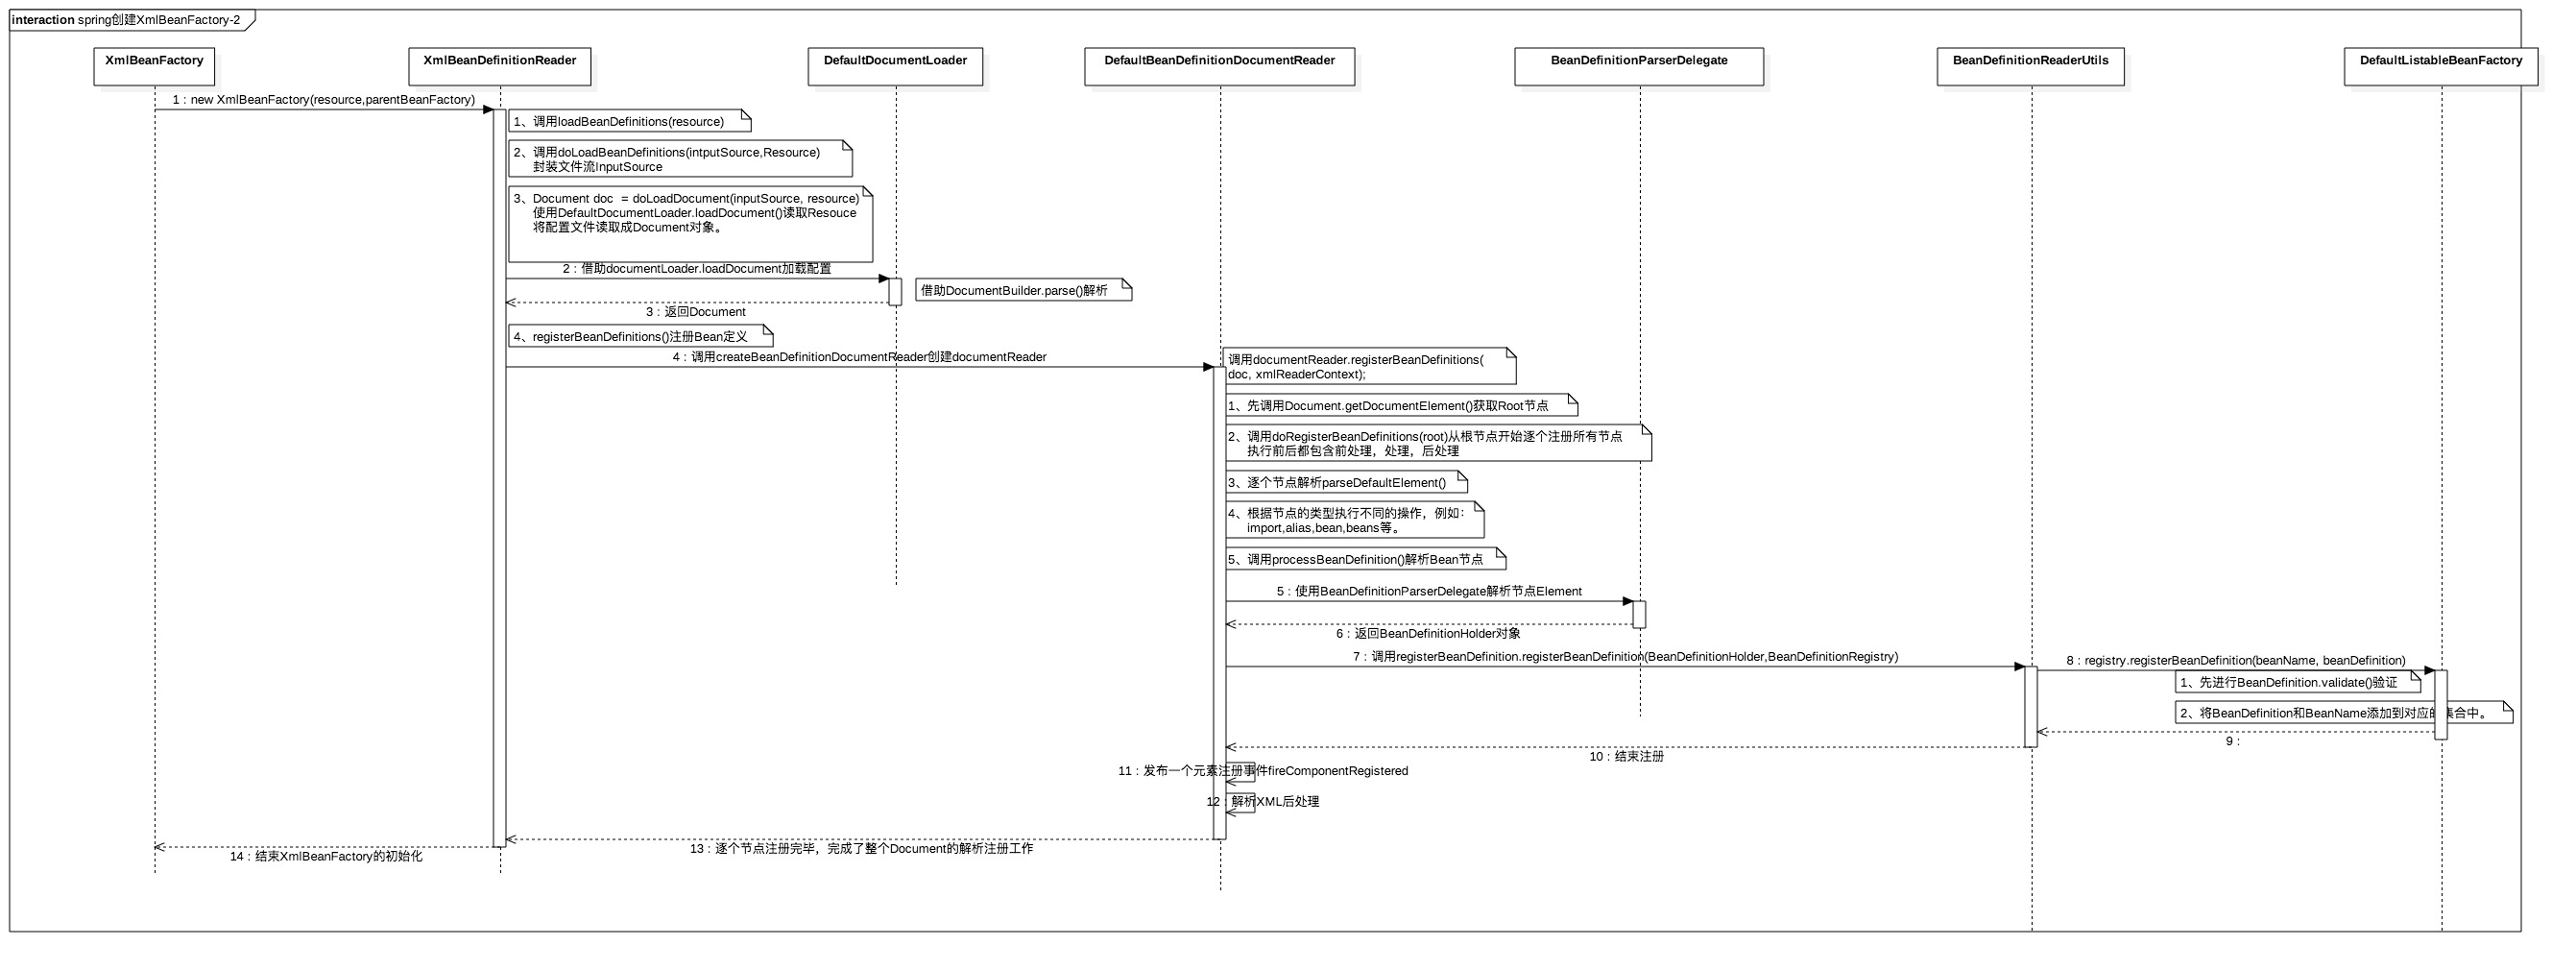 interaction spring创建XmlBeanFactory-2
XmlBeanFactory
XmlBeanDefinitionReader
DefaultDocumentLoader
DefaultBeanDefinitionDocumentReader
BeanDefinitionParserDelegate
BeanDefinitionReaderUtils
DefaultListableBeanFactory
1 : new XmlBeanFactory(resource,parentBeanFactory)
1、调用loadBeanDefinitions(resource)
2、调用doLoadBeanDefinitions(intputSource,Resource)
封装文件流InputSource
3、Document doc  = doLoadDocument(inputSource, resource)
使用DefaultDocumentLoader.loadDocument()读取Resouce
将配置文件读取成Document对象。
2 : 借助documentLoader.loadDocument加载配置
借助DocumentBuilder.parse()解析
3 : 返回Document
4、registerBeanDefinitions()注册Bean定义
4 : 调用createBeanDefinitionDocumentReader创建documentReader
调用documentReader.registerBeanDefinitions(
doc, xmlReaderContext);
1、先调用Document.getDocumentElement()获取Root节点
2、调用doRegisterBeanDefinitions(root)从根节点开始逐个注册所有节点
执行前后都包含前处理，处理，后处理
3、逐个节点解析parseDefaultElement()
4、根据节点的类型执行不同的操作，例如：
import,alias,bean,beans等。
5、调用processBeanDefinition()解析Bean节点
5 : 使用BeanDefinitionParserDelegate解析节点Element
6 : 返回BeanDefinitionHolder对象
7 : 调用registerBeanDefinition.registerBeanDefinition(BeanDefinitionHolder,BeanDefinitionRegistry)
8 : registry.registerBeanDefinition(beanName, beanDefinition)
1、先进行BeanDefinition.validate()验证
2、将BeanDefinition和BeanName添加到对应的集合中。
9 :
10 : 结束注册
11 : 发布一个元素注册事件fireComponentRegistered
12 : 解析XML后处理
13 : 逐个节点注册完毕，完成了整个Document的解析注册工作
14 : 结束XmlBeanFactory的初始化